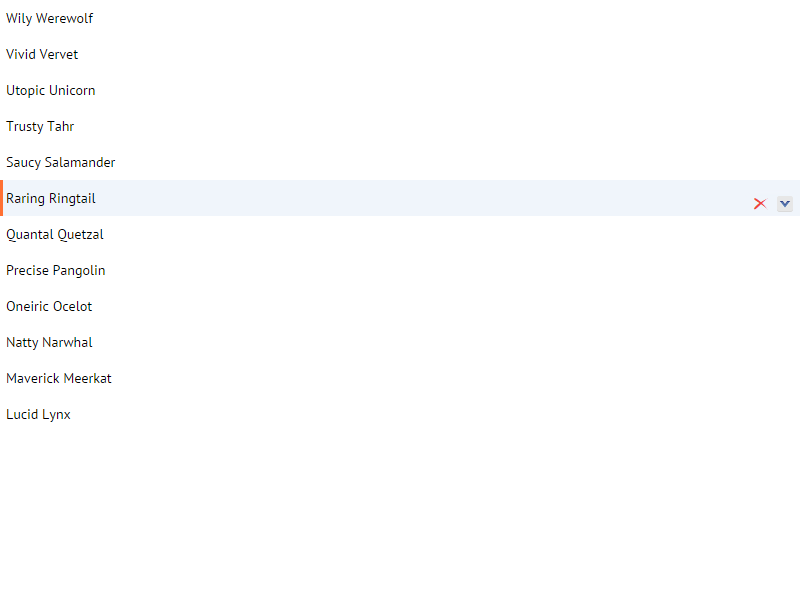 Wily Werewolf
Vivid Vervet
Utopic Unicorn
Trusty Tahr
Saucy Salamander
Raring Ringtail
Quantal Quetzal
Precise Pangolin
Oneiric Ocelot
Natty Narwhal
Maverick Meerkat
Lucid Lynx